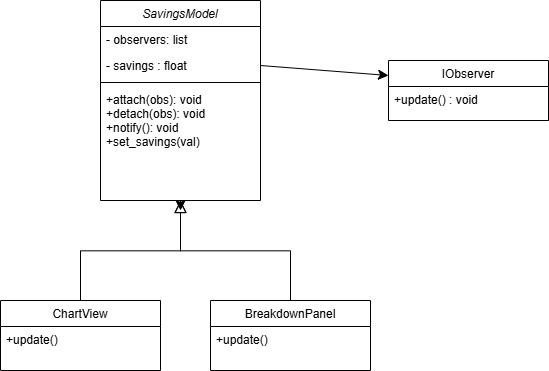 SavingsModel
- observers: list
- savings : float
+attach(obs): void
+detach(obs): void
+notify(): void
+set_savings(val)
IObserver
+update() : void
ChartView
+update()
BreakdownPanel
+update()